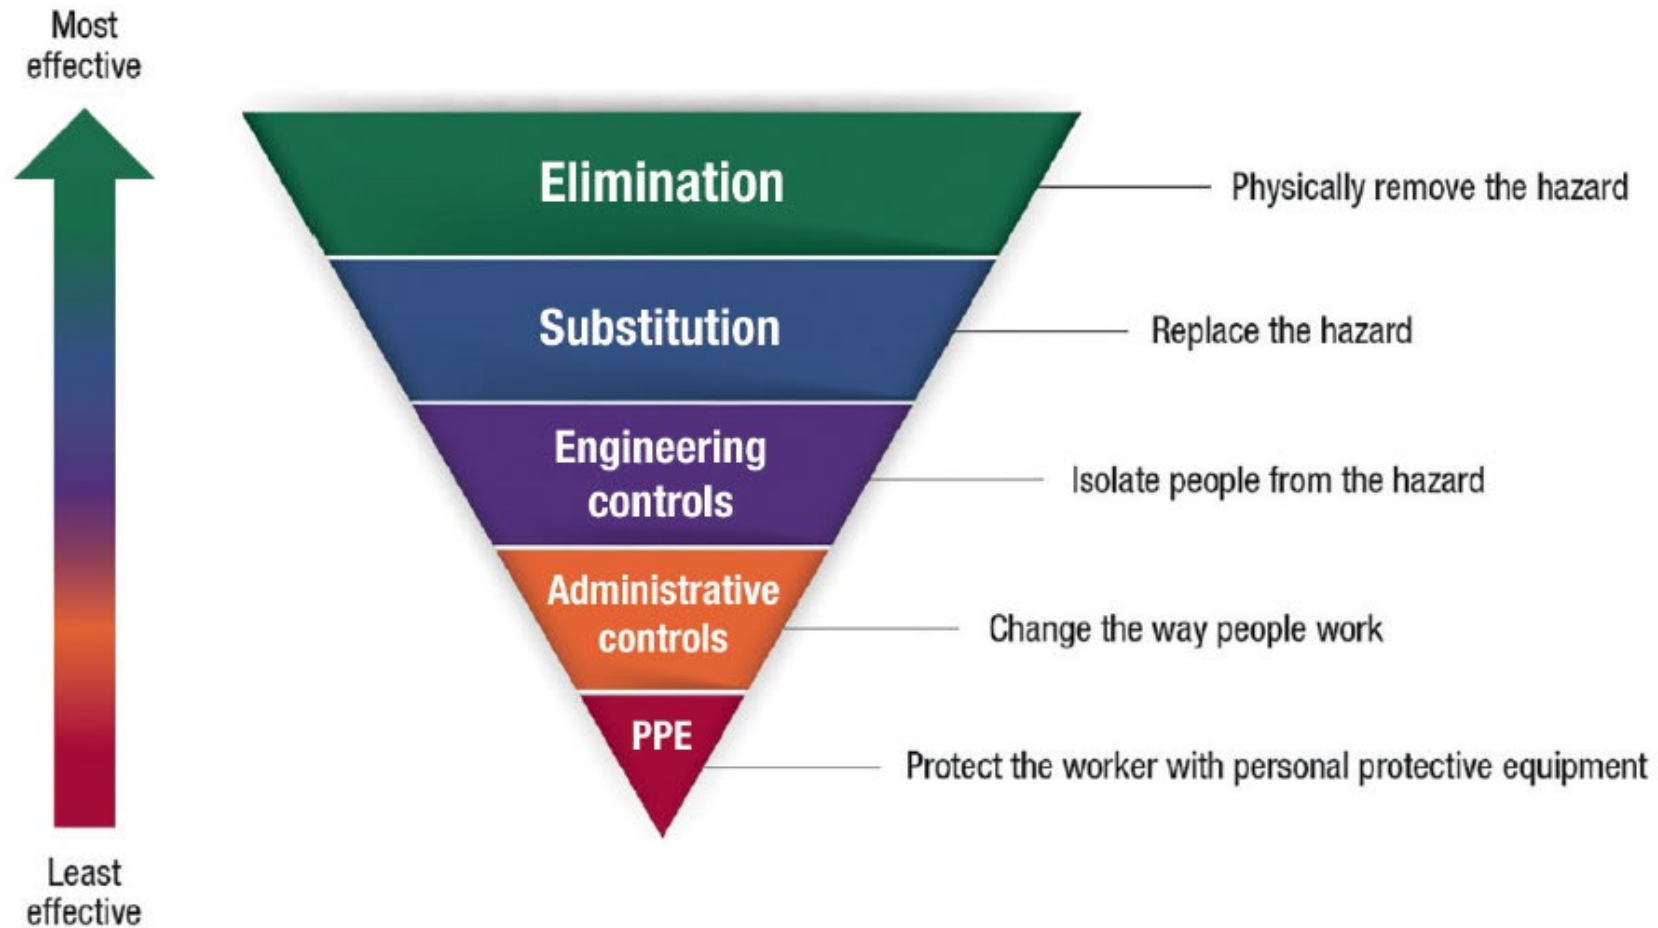 Most
effective
Elimination
Physically remove the hazard
Substitution
Replace the hazard
Engineering
controls
Isolate people from the hazard
Administrative
controls
Change the way people work
PPE
Protect the worker with personal protective equipment
Least
effective